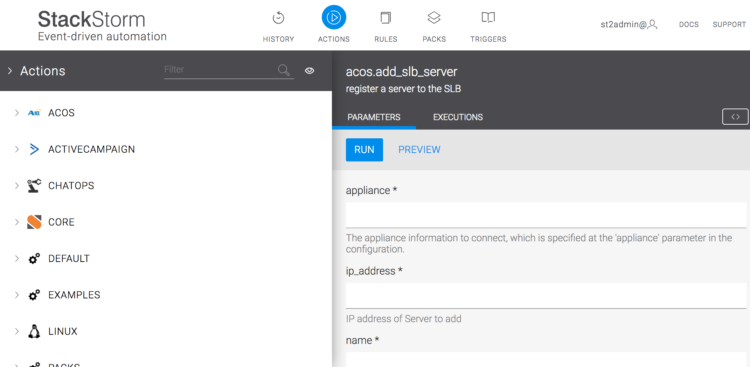 StackStorm
Event-driven automation
HISTORY
ACTIONS
RULES
PACKS
TRIGGERS
st2admin@
DOCS
SUPPORT
Actions
Filter
ACOS
ACTIVECAMPAIGN
CHATOPS
CORE
DEFAULT
EXAMPLES
LINUX
PACKS
acos.add_slb_server
register a server to the SLB
PARAMETERS
EXECUTIONS
<>
RUN
PREVIEW
appliance *
The appliance information to connect, which is specified at the 'appliance' parameter in the
configuration.
ip_address *
IP address of Server to add
name *